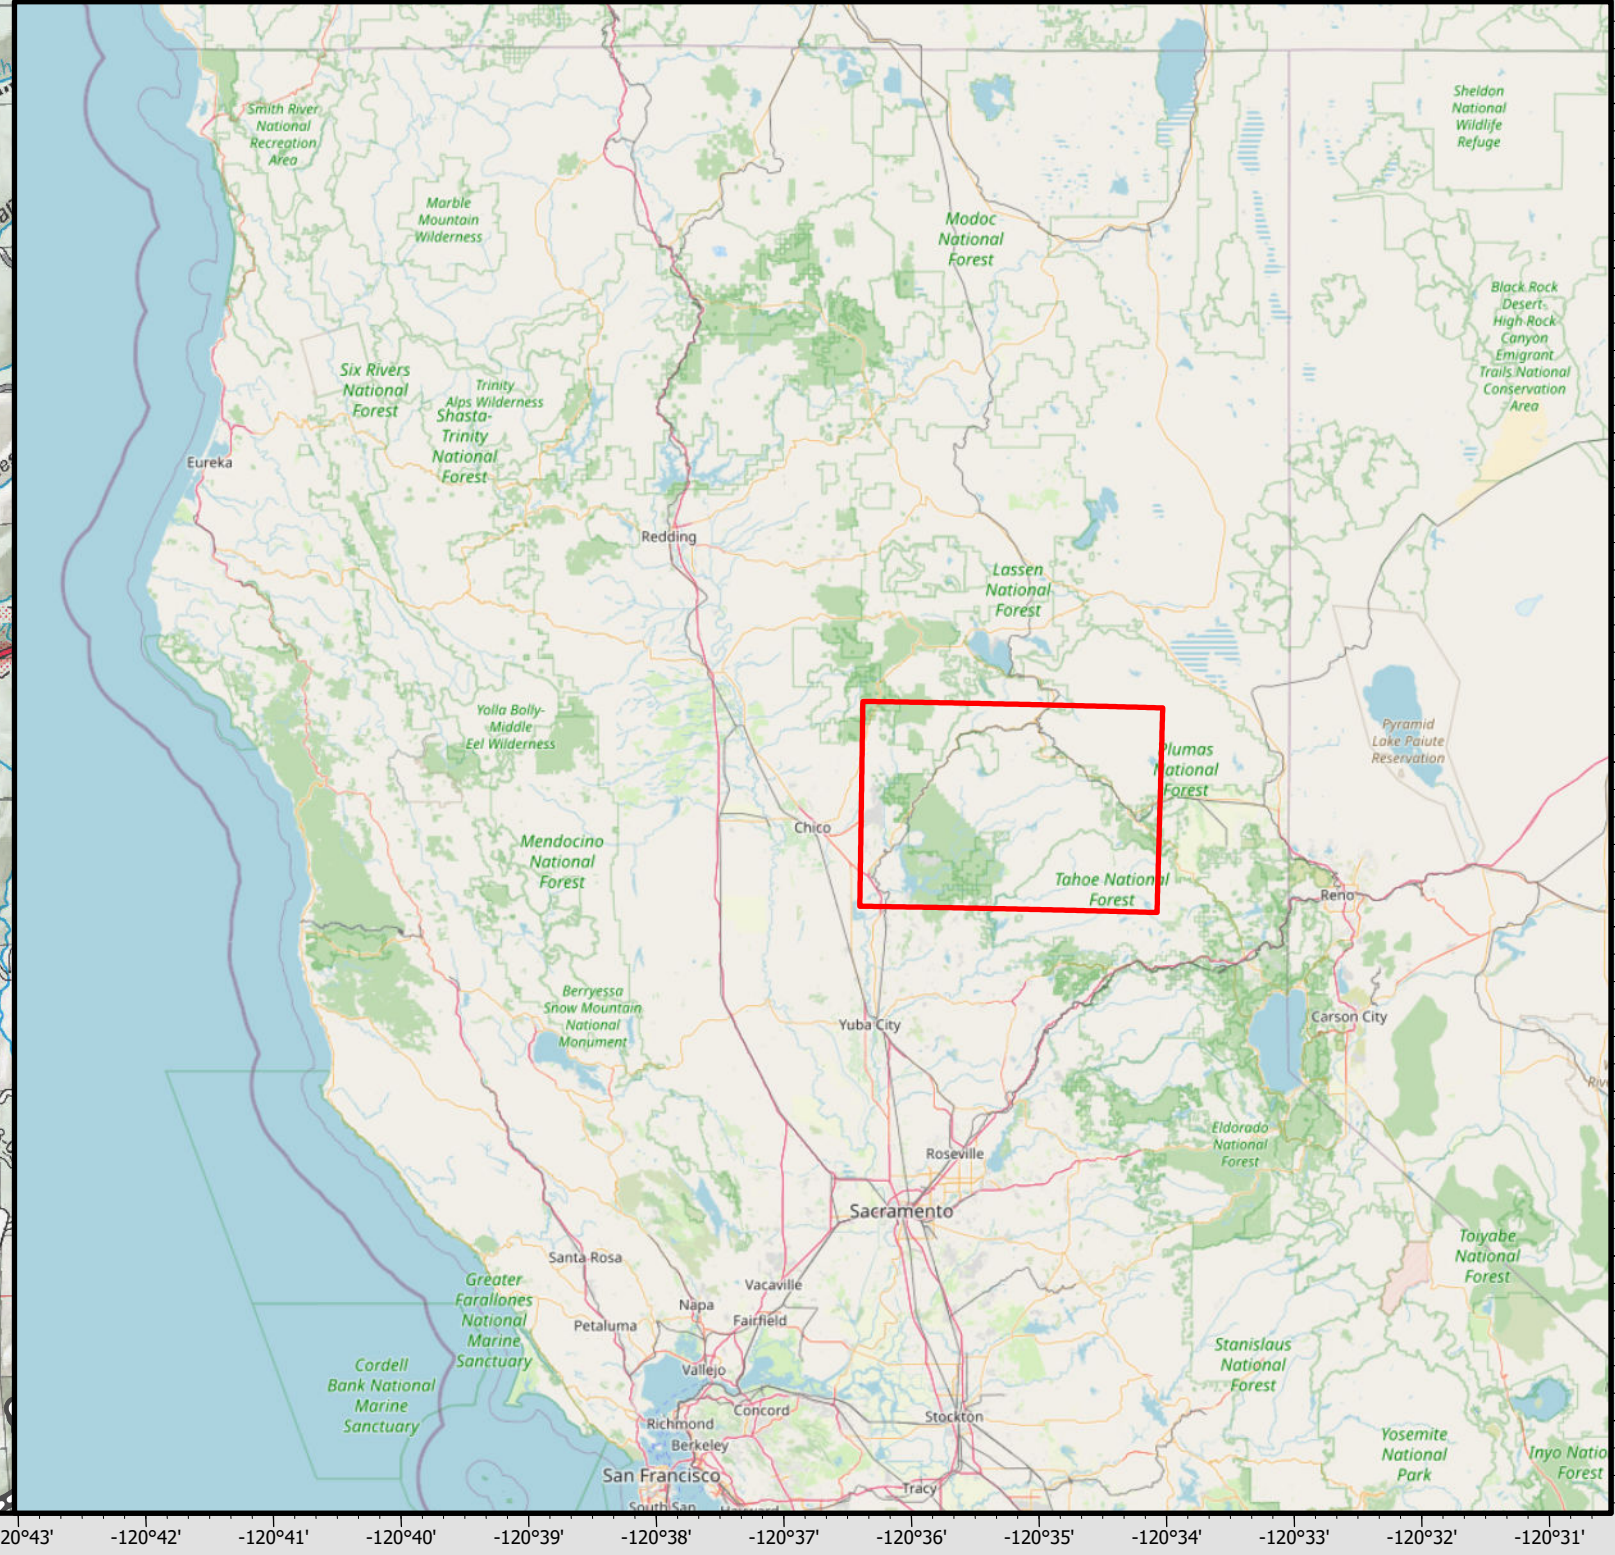 Smith River
National
Recreation
Area
Sheldon
National
Wildlife
Refuge
Marble
Mountain
Wilderness
Modoc
National
Forest
Black Rock
Desert-
High Rock
Canyon
Emigrant
Trails National
Conservation
Area
Six Rivers
National
Forest
Trinity
Alps Wilderness
Shasta-
Trinity
National
Forest
Eureka
Redding
Lassen
National
Forest
Yolla Bolly-
Middle
Eel Wilderness
Pyramid
Lake Paiute
Reservation
Plumas
National
Forest
Chico
Mendocino
National
Forest
Tahoe National
Forest
Reno
Berryessa
Snow Mountain
National
Monument
Yuba City
Carson City
Eldorado
National
Forest
Roseville
Sacramento
Santa Rosa
Toiyabe
National
Forest
Greater
Farallones
National
Marine
Sanctuary
Vacaville
Napa
Fairfield
Petaluma
Stanislaus
National
Forest
Cordell
Bank National
Marine
Sanctuary
Vallejo
Concord
Stockton
Richmond
Berkeley
Yosemite
National
Park
Inyo Natio
Forest
San Francisco
Tracy
South San
Hayward
20°43' -120°42' -120°41' -120°40' -120°39' -120°38' -120°37' -120°36' -120°35' -120°34' -120°33' -120°32' -120°31'